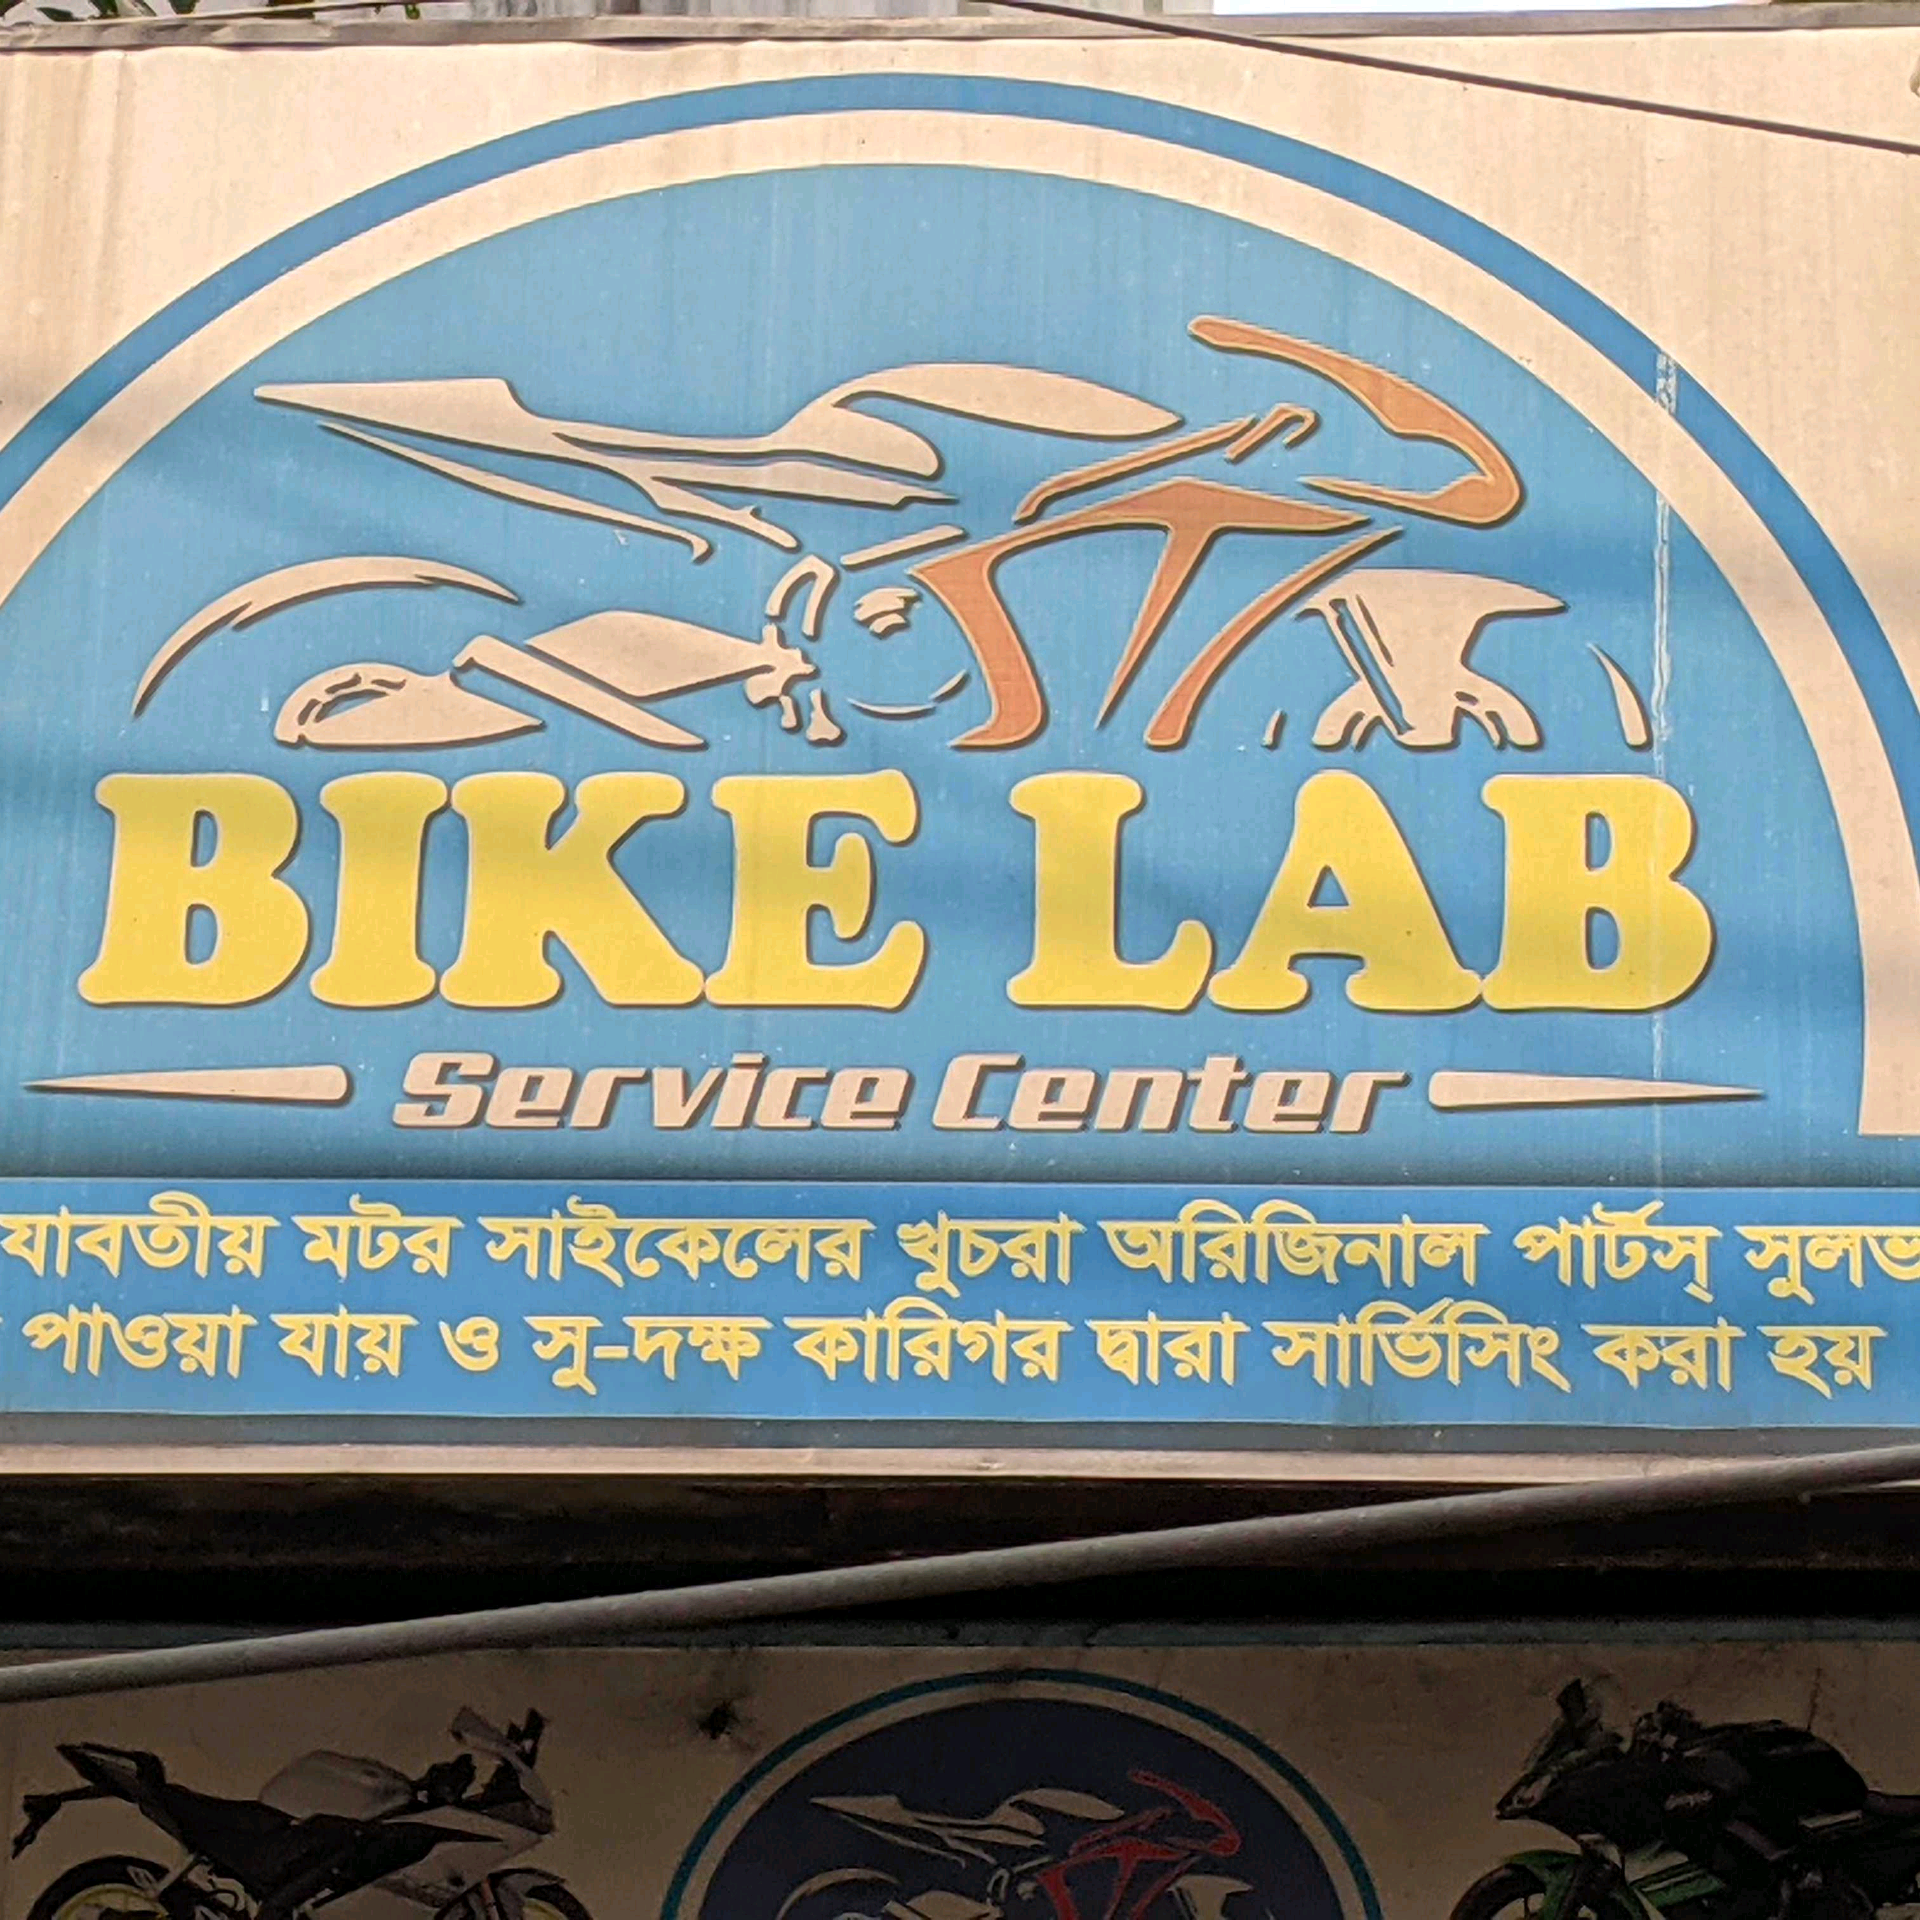 BIKE LAB
Service Center
যাবতীয় মটর সাইকেলের খুচরা অরিজিনাল পার্টস্ সুলভ
পাওয়া যায় ও সু-দক্ষ কারিগর দ্বারা সার্ভিসিং করা হয়